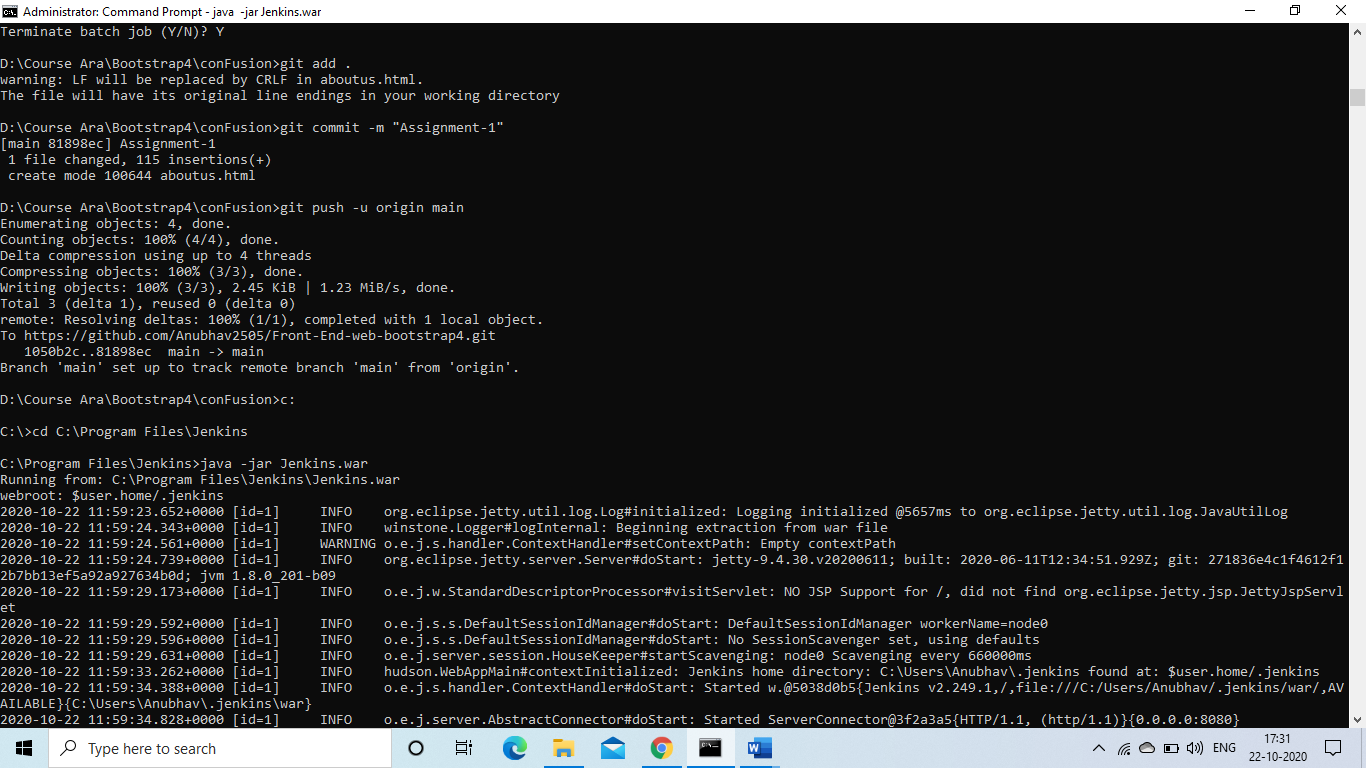 Administrator: Command Prompt - java -jar Jenkins.war
Terminate batch job (Y/N)? Y
D:\Course Ara\Bootstrap4\conFusion>git add .
warning: LF will be replaced by CRLF in aboutus.html.
The file will have its original line endings in your working directory
D:\Course Ara\Bootstrap4\conFusion>git commit -m "Assignment-1"
[main 81898ec] Assignment-1
 1 file changed, 115 insertions(+)
 create mode 100644 aboutus.html
D:\Course Ara\Bootstrap4\conFusion>git push -u origin main
Enumerating objects: 4, done.
Counting objects: 100% (4/4), done.
Delta compression using up to 4 threads
Compressing objects: 100% (3/3), done.
Writing objects: 100% (3/3), 2.45 KiB | 1.23 MiB/s, done.
Total 3 (delta 1), reused 0 (delta 0)
remote: Resolving deltas: 100% (1/1), completed with 1 local object.
To https://github.com/Anubhav2505/Front-End-web-bootstrap4.git
   1050b2c..81898ec  main -> main
Branch 'main' set up to track remote branch 'main' from 'origin'.
D:\Course Ara\Bootstrap4\conFusion>c:
C:\>cd C:\Program Files\Jenkins
C:\Program Files\Jenkins>java -jar Jenkins.war
Running from: C:\Program Files\Jenkins\Jenkins.war
webroot: $user.home/.jenkins
2020-10-22 11:59:23.652+0000 [id=1]     INFO    org.eclipse.jetty.util.log.Log#initialized: Logging initialized @5657ms to org.eclipse.jetty.util.log.JavaUtilLog
2020-10-22 11:59:24.343+0000 [id=1]     INFO    winstone.Logger#logInternal: Beginning extraction from war file
2020-10-22 11:59:24.561+0000 [id=1]     WARNING o.e.j.s.handler.ContextHandler#setContextPath: Empty contextPath
2020-10-22 11:59:24.739+0000 [id=1]     INFO    org.eclipse.jetty.server.Server#doStart: jetty-9.4.30.v20200611; built: 2020-06-11T12:34:51.929Z; git: 271836e4c1f4612f1
2b7bb13ef5a92a927634b0d; jvm 1.8.0_201-b09
2020-10-22 11:59:29.173+0000 [id=1]     INFO    o.e.j.w.StandardDescriptorProcessor#visitServlet: NO JSP Support for /, did not find org.eclipse.jetty.jsp.JettyJspServl
et
2020-10-22 11:59:29.592+0000 [id=1]     INFO    o.e.j.s.s.DefaultSessionIdManager#doStart: DefaultSessionIdManager workerName=node0
2020-10-22 11:59:29.596+0000 [id=1]     INFO    o.e.j.s.s.DefaultSessionIdManager#doStart: No SessionScavenger set, using defaults
2020-10-22 11:59:29.631+0000 [id=1]     INFO    o.e.j.server.session.HouseKeeper#startScavenging: node0 Scavenging every 660000ms
2020-10-22 11:59:33.262+0000 [id=1]     INFO    hudson.WebAppMain#contextInitialized: Jenkins home directory: C:\Users\Anubhav\.jenkins found at: $user.home/.jenkins
2020-10-22 11:59:34.388+0000 [id=1]     INFO    o.e.j.s.handler.ContextHandler#doStart: Started w.@5038d0b5{Jenkins v2.249.1,/,file:///C:/Users/Anubhav/.jenkins/war/,AV
AILABLE}{C:\Users\Anubhav\.jenkins\war}
2020-10-22 11:59:34.828+0000 [id=1]     INFO    o.e.j.server.AbstractConnector#doStart: Started ServerConnector@3f2a3a5{HTTP/1.1, (http/1.1)}{0.0.0.0:8080}
Type here to search
ENG
17:31
22-10-2020